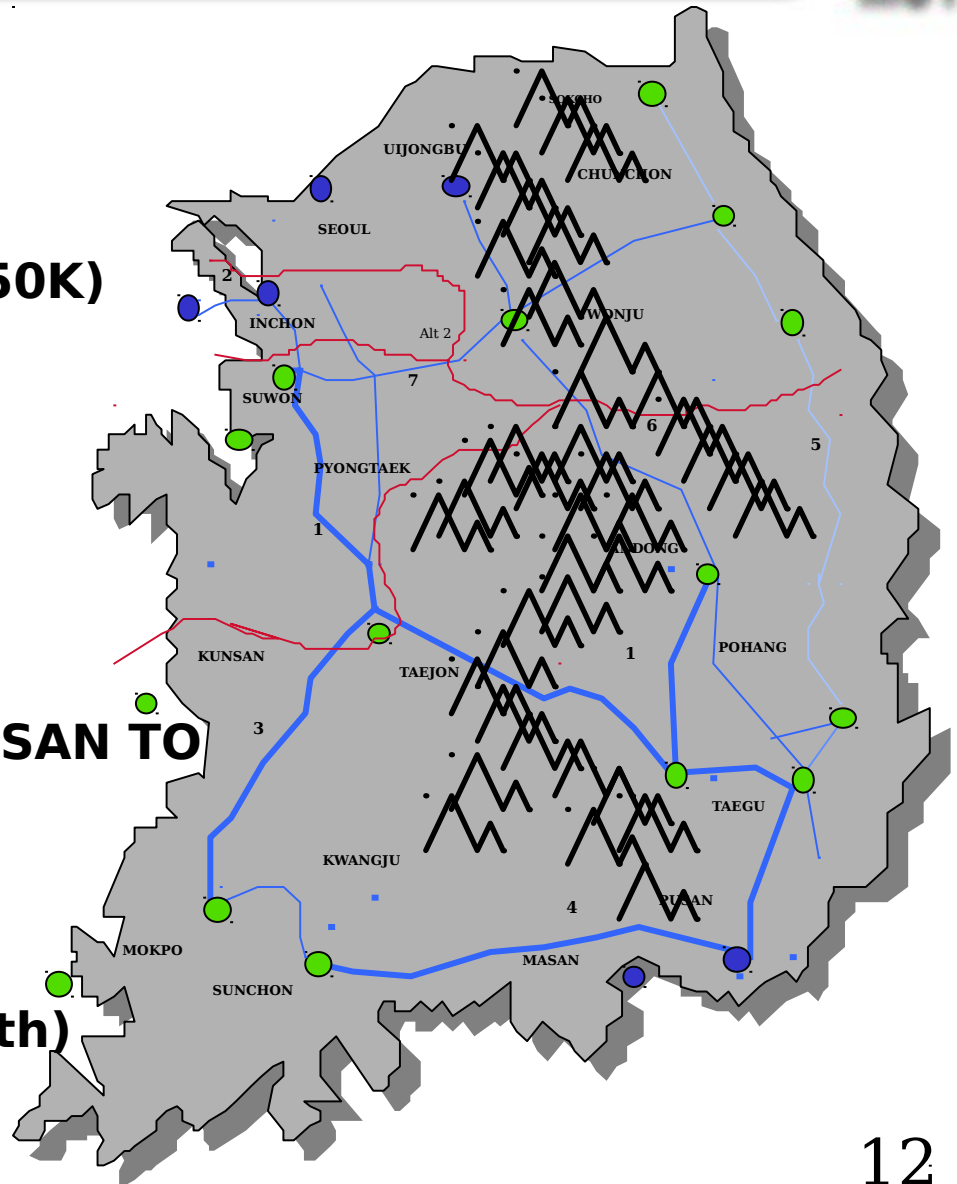 SOKCHO
UIJONGBU
CHUNCHON
SEOUL
50K)
2
INCHON
WONJU
Alt 2
7
SUWON
6
5
PYONGTAEK
1
ANDONG
KUNSAN
TAEJON
1
POHANG
3
SAN TO
TAEGU
KWANGJU
4
PUSAN
MOKPO
MASAN
SUNCHON
th)
12